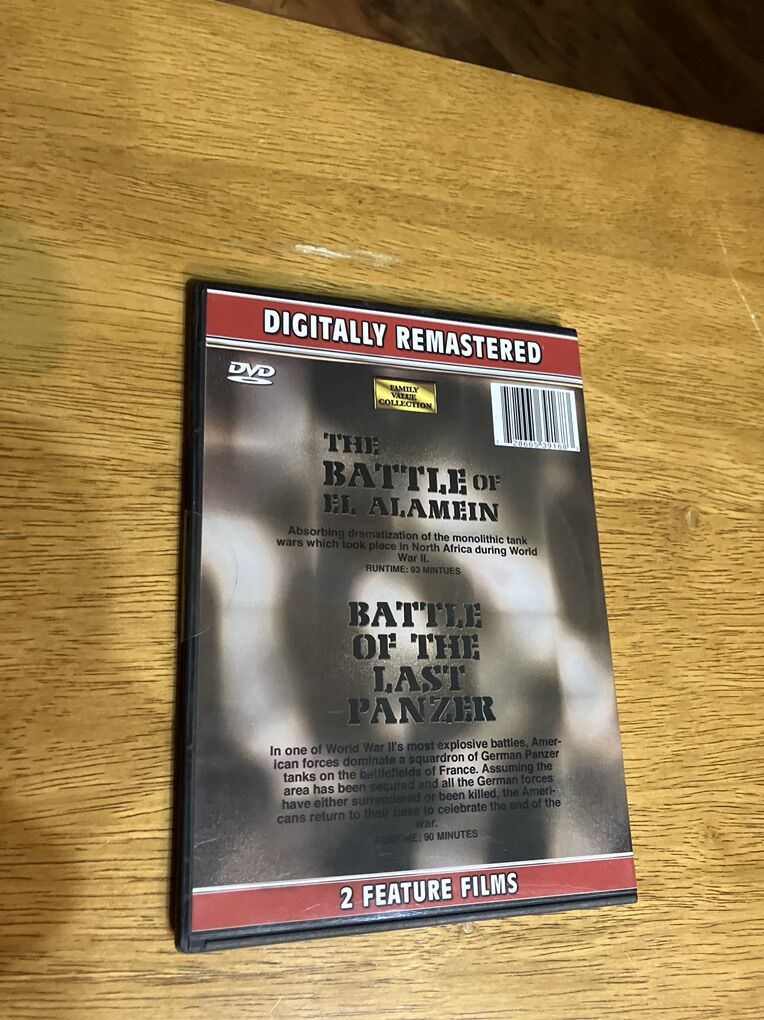 DIGITALLY REMASTERED
DVD
FAMILY
VALUE
COLLECTION
28665 39168
THE
BATTLE OF
EL ALAMEIN
Absorbing dramatization of the monolithic tank
wars which took place in North Africa during World
War II.
RUNTIME: 93 MINTUES
BATTLE
OF THE
LAST
PANZER
In one of World War II's most explosive battles, Amer-
ican forces dominate a squardron of German Panzer
tanks on the battlefields of France. Assuming the
area has been secured and all the German forces
have either surrendered or been killed, the Ameri-
cans return to their base to celebrate the end of the
war.
RUNTIME: 90 MINUTES
2 FEATURE FILMS